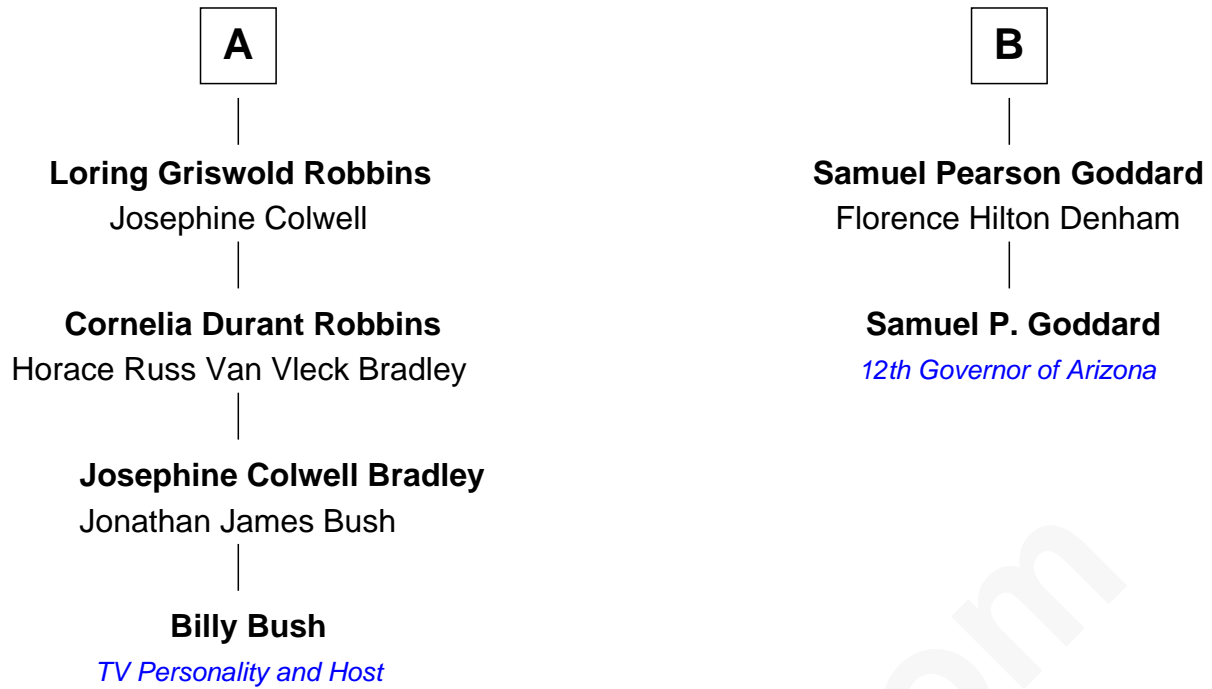 A
Loring Griswold Robbins
Josephine Colwell
Cornelia Durant Robbins
Horace Russ Van Vleck Bradley
Josephine Colwell Bradley
Jonathan James Bush
Billy Bush
TV Personality and Host
B
Samuel Pearson Goddard
Florence Hilton Denham
Samuel P. Goddard
12th Governor of Arizona
om